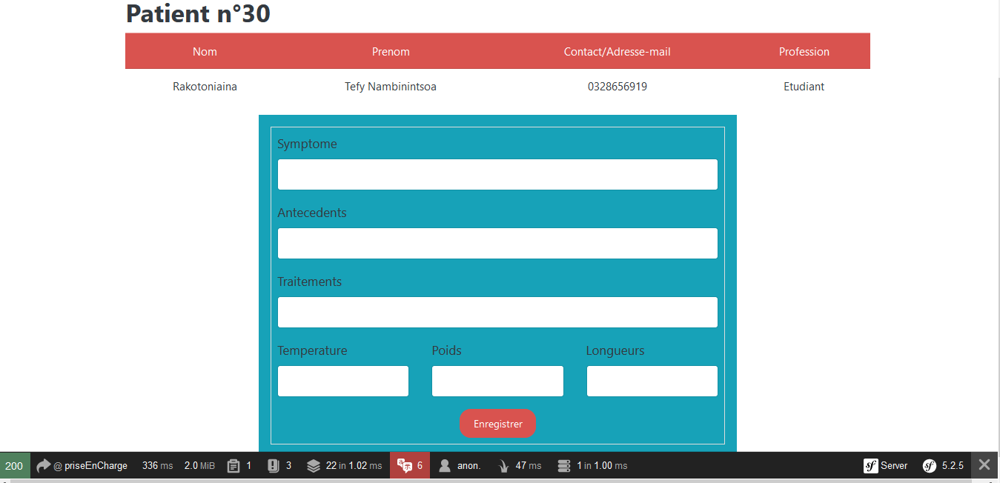 Patient n°30
Nom Prenom Contact/Adresse-mail Profession
Rakotoniaina Tefy Nambinintsoa 0328656919 Etudiant
Symptome
Antecedents
Traitements
Temperature Poids Longueurs
Enregistrer
200 @ priseEnCharge 336 ms 2.0 MiB 1 3 22 in 1.02 ms 6 anon. 47 ms 1 in 1.00 ms sf Server sf 5.2.5